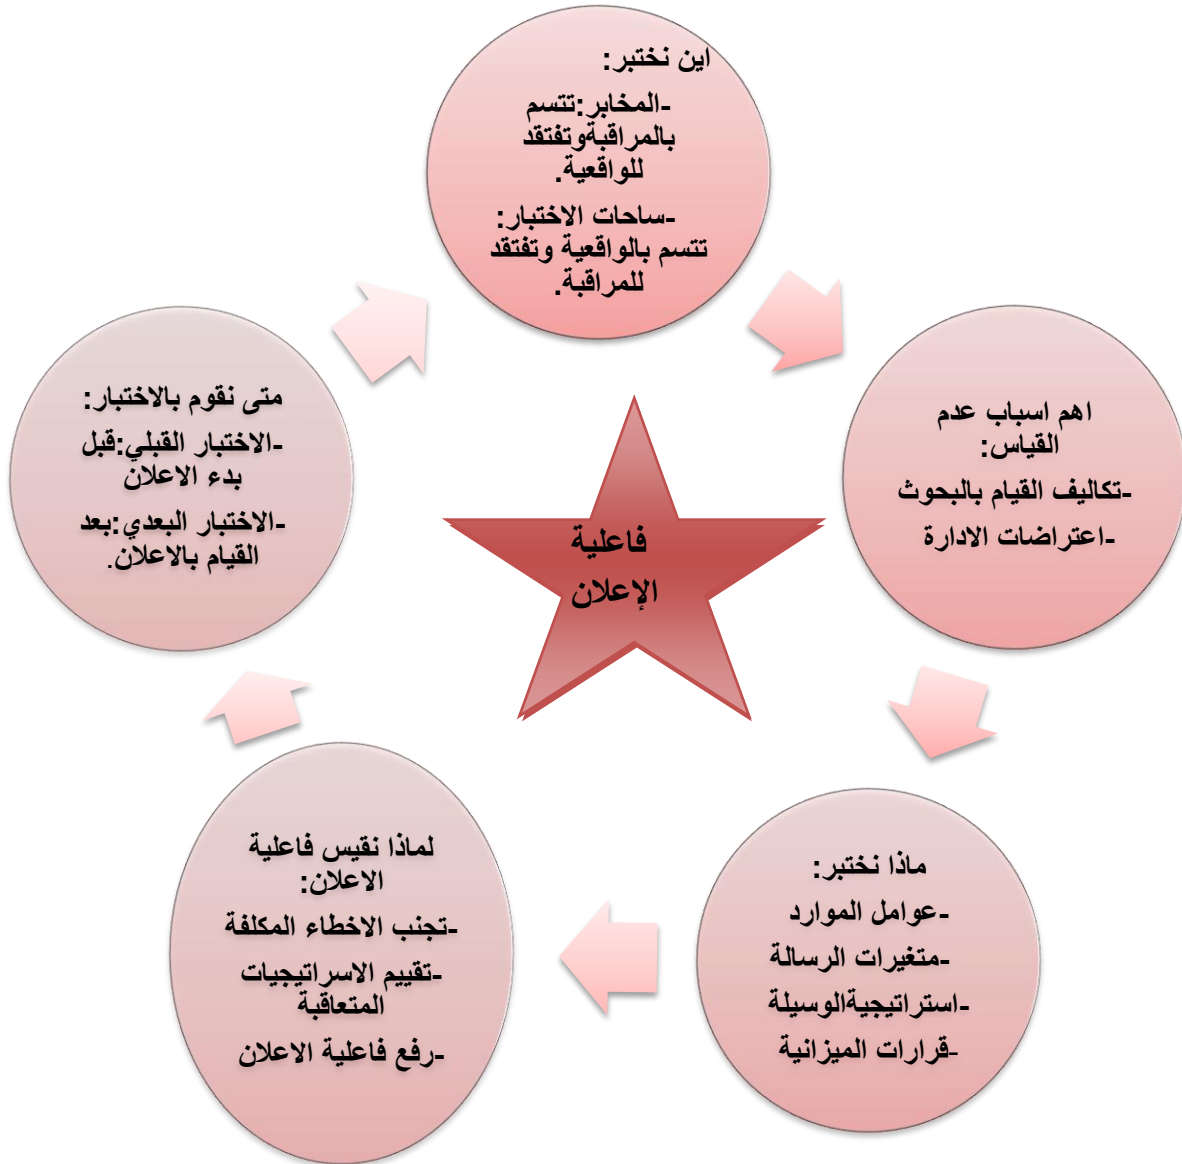 اين نختبر:
-المخابر:تتسم
بالمراقبةوتفتقد
للواقعية.
-ساحات الاختبار:
تتسم بالواقعية وتفتقد
للمراقبة.
اهم اسباب عدم
القياس:
-تكاليف القيام بالبحوث
-اعتراضات الادارة
ماذا نختبر:
-عوامل الموارد
-متغيرات الرسالة
-استراتيجيةالوسيلة
-قرارات الميزانية
لماذا نقيس فاعلية
الاعلان:
-تجنب الاخطاء المكلفة
-تقييم الاسراتيجيات
المتعاقبة
-رفع فاعلية الاعلان
متى نقوم بالاختبار:
-الاختبار القبلي:قبل
بدء الاعلان
-الاختبار البعدي:بعد
القيام بالاعلان.
فاعلية
الإعلان